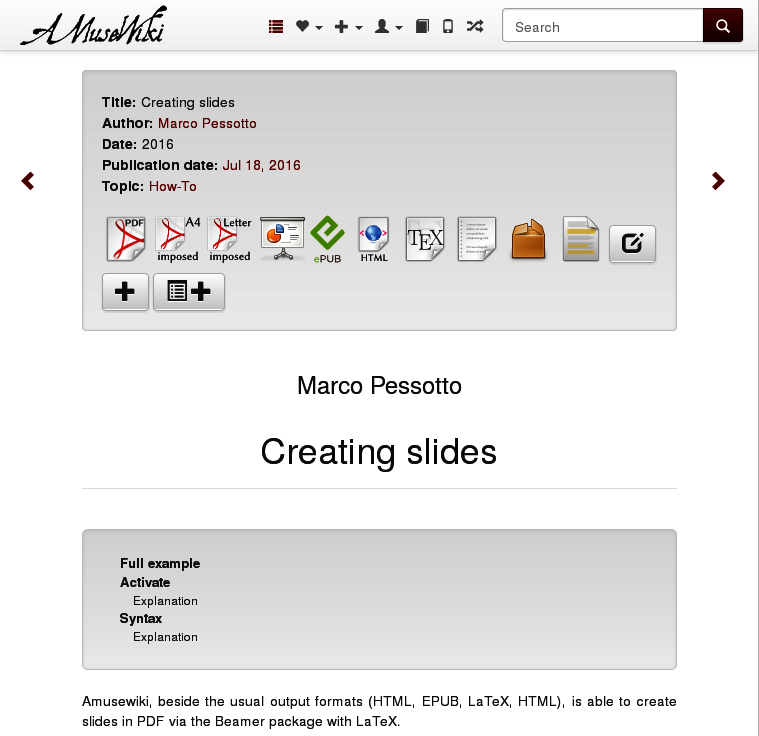 AMuseWiki
Search
Title: Creating slides
Author: Marco Pessotto
Date: 2016
Publication date: Jul 18, 2016
Topic: How-To
PDF
A4
imposed
Letter
imposed
ePUB
HTML
TEX
Marco Pessotto
Creating slides
Full example
Activate
Explanation
Syntax
Explanation
Amusewiki, beside the usual output formats (HTML, EPUB, LaTeX, HTML), is able to create
slides in PDF via the Beamer package with LaTeX.